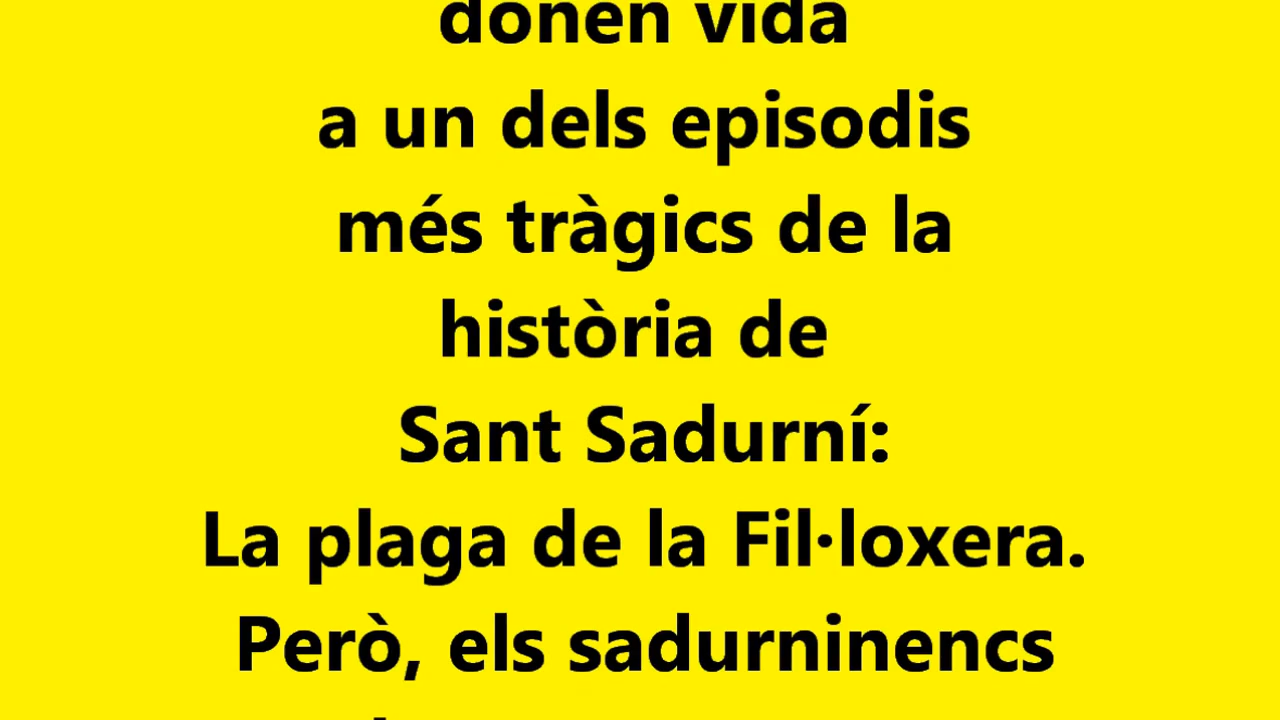 donen vida
a un dels episodis
més tràgics de la
història de
Sant Sadurní:
La plaga de la Fil·loxera.
Però, els sadurninencs